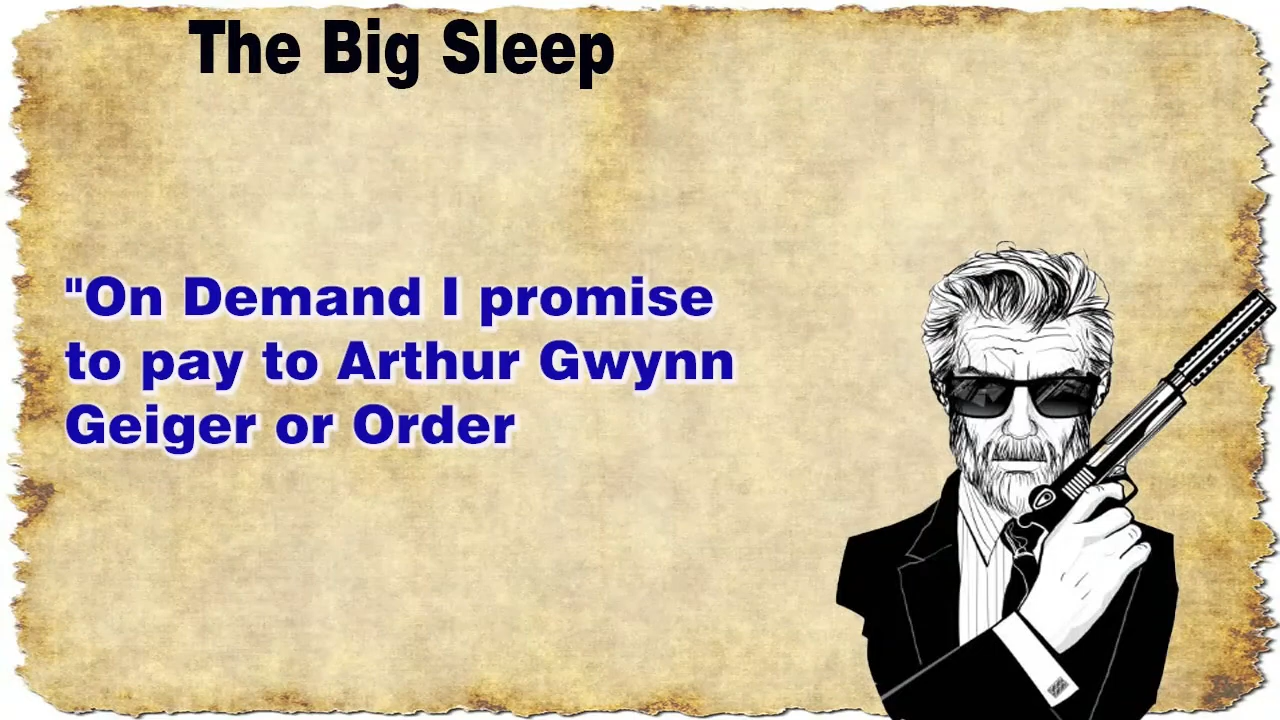 The Big Sleep
"On Demand I promise
to pay to Arthur Gwynn
Geiger or Order